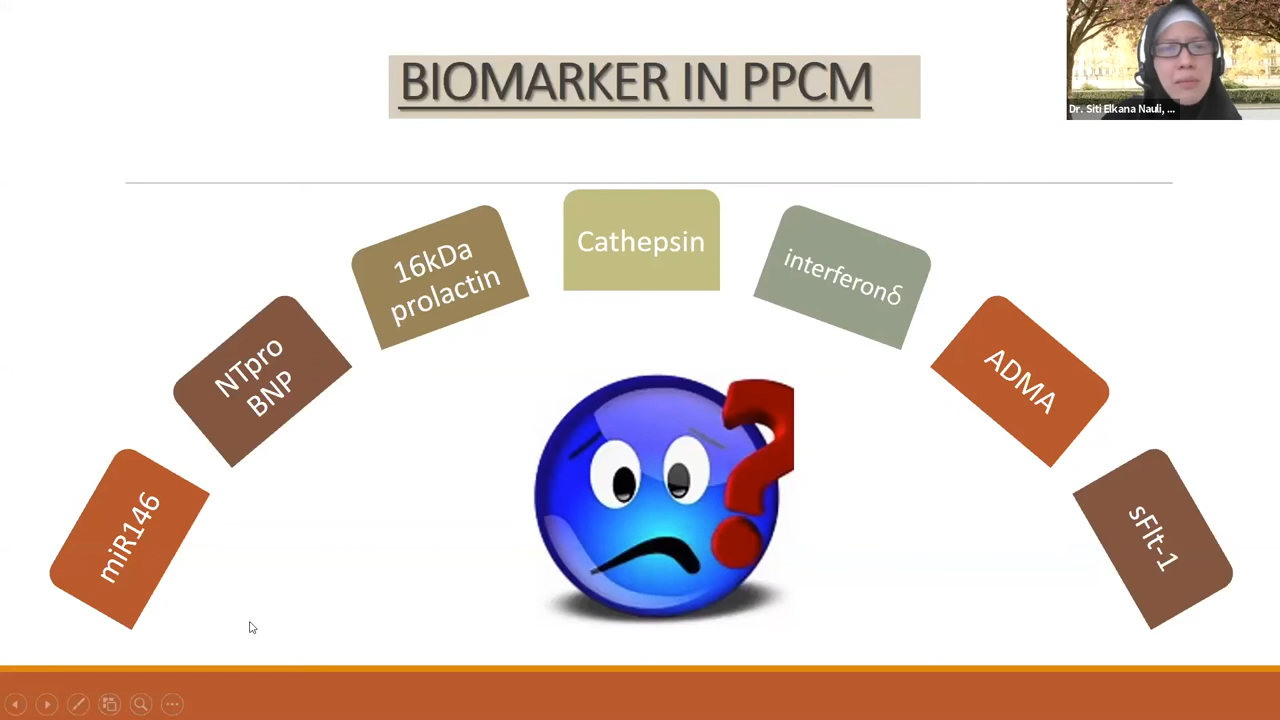 BIOMARKER IN PPCM
Dr. Siti Elkana Nauli, ...
miR146
NTpro
BNP
16kDa
prolactin
Cathepsin
interferonδ
ADMA
sFlt-1